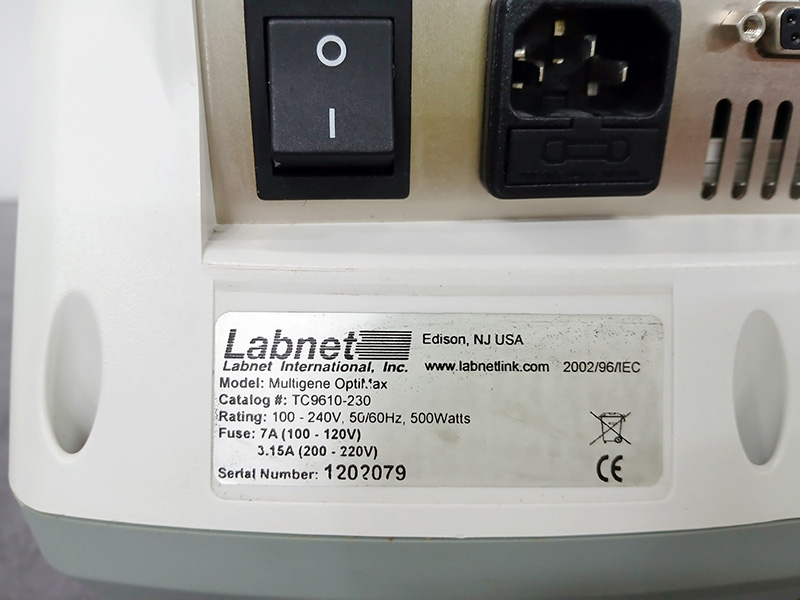 O
I
Labnet
Edison, NJ USA
Labnet International, Inc. www.labnetlink.com 2002/96/IEC
Model: Multigene OptiMax
Catalog #: TC9610-230
Rating: 100 - 240V, 50/60Hz, 500Watts
Fuse: 7A (100 - 120V)
3.15A (200 - 220V)
Serial Number: 1202079
CE